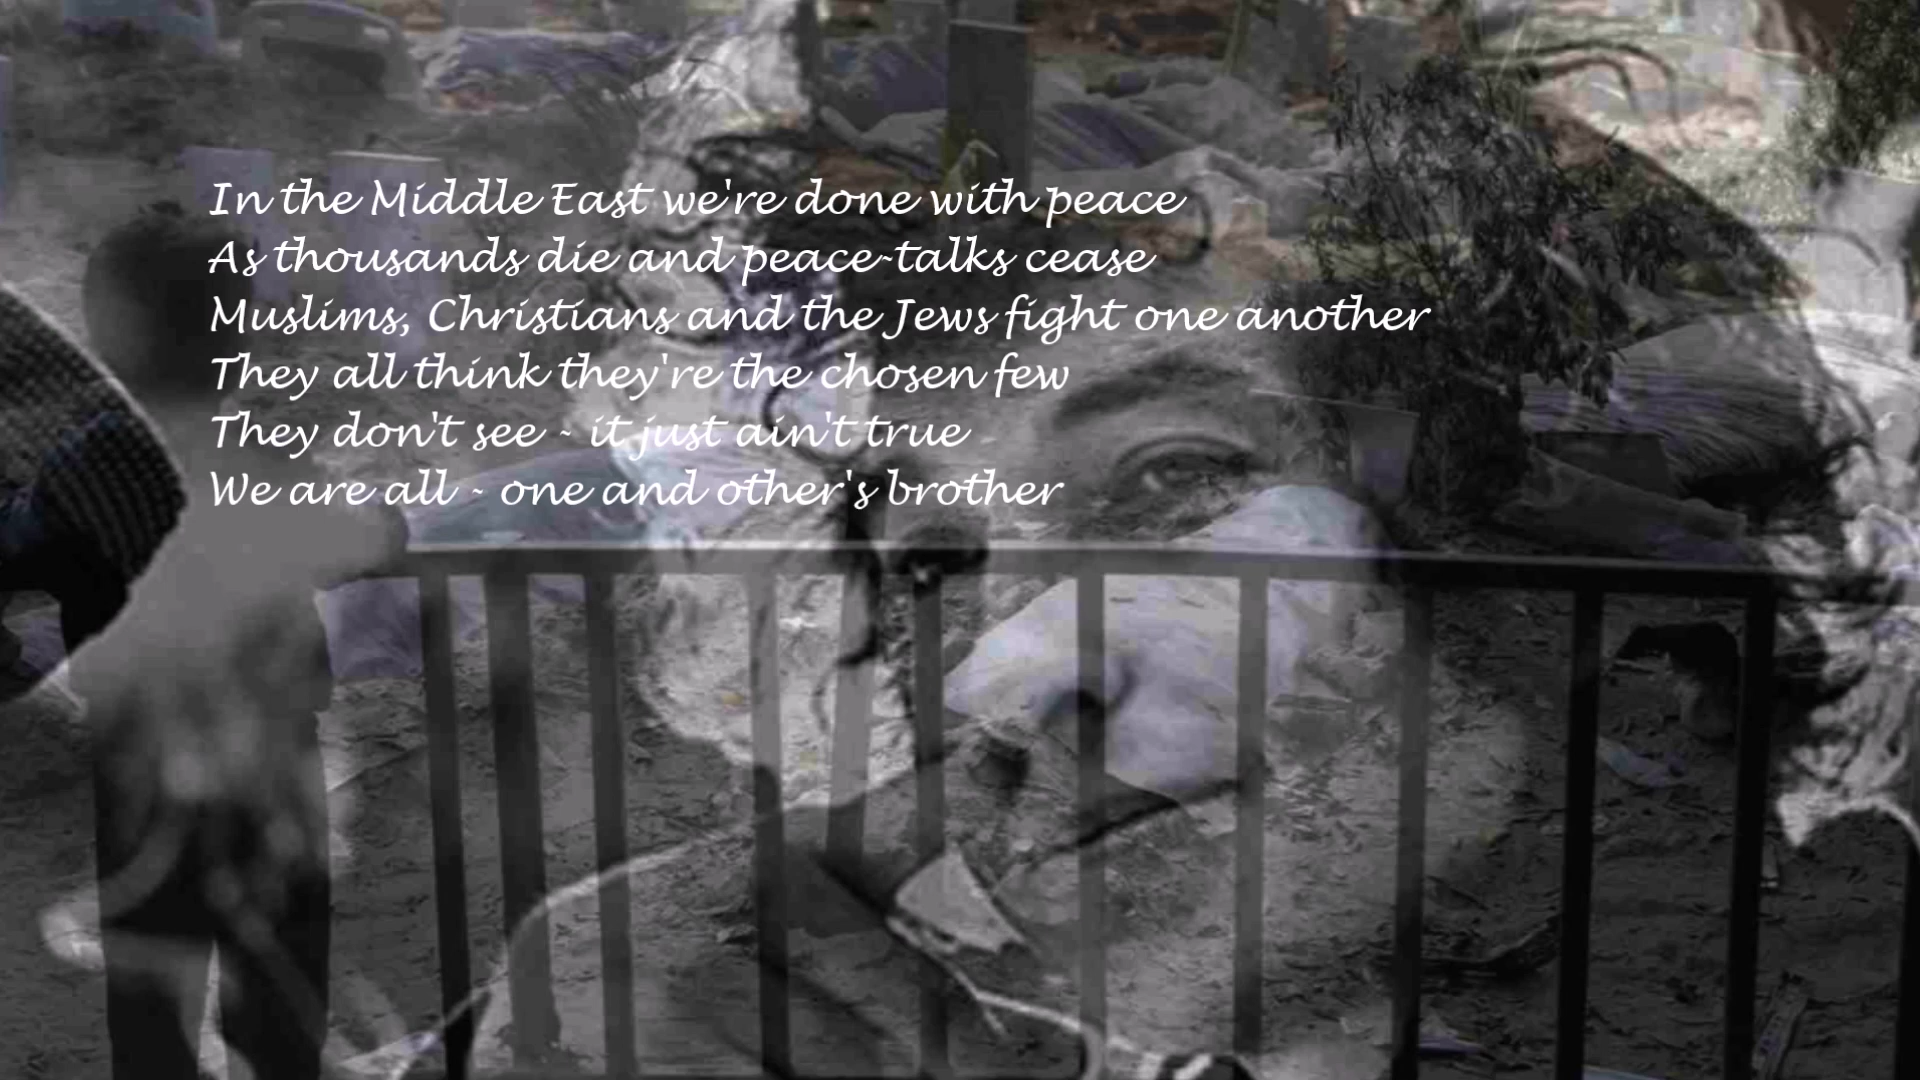 In the Middle East we're done with peace
As thousands die and peace-talks cease
Muslims, Christians and the Jews fight one another
They all think they're the chosen few
They don't see - it just ain't true
We are all - one and other's brother